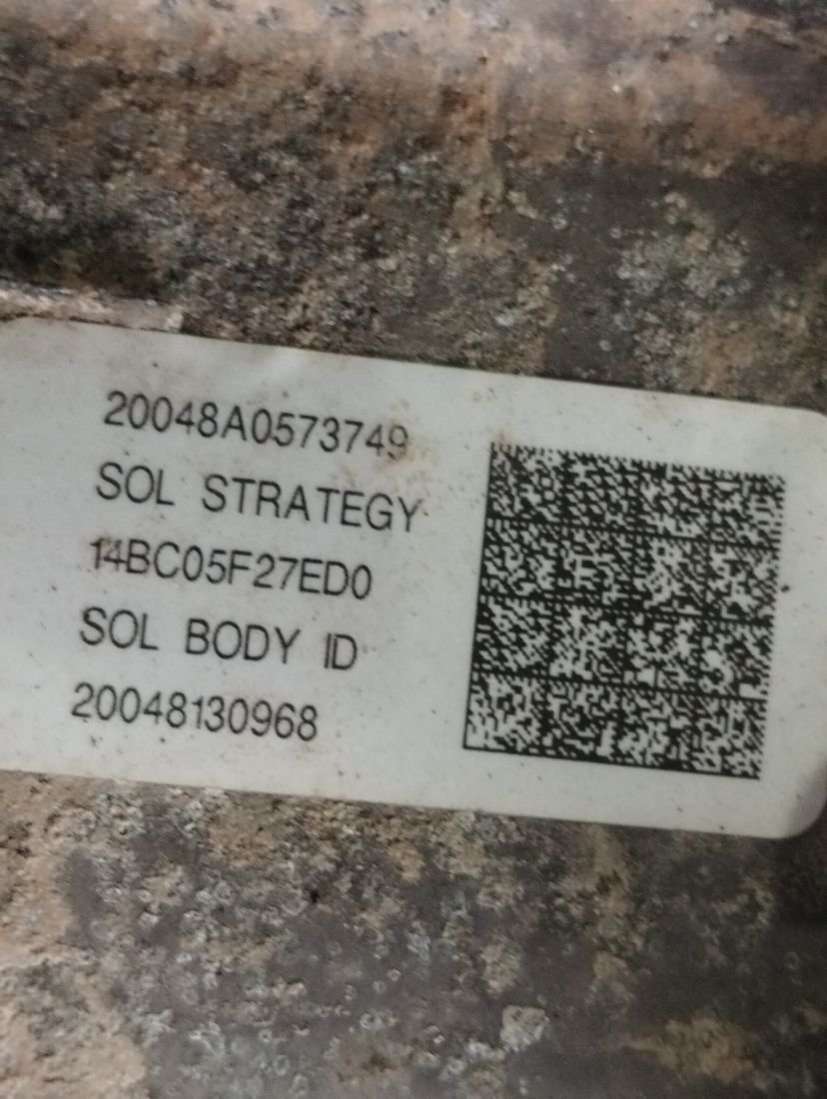 20048A0573749
SOL STRATEGY
14BC05F27ED0
SOL BODY ID
20048130968